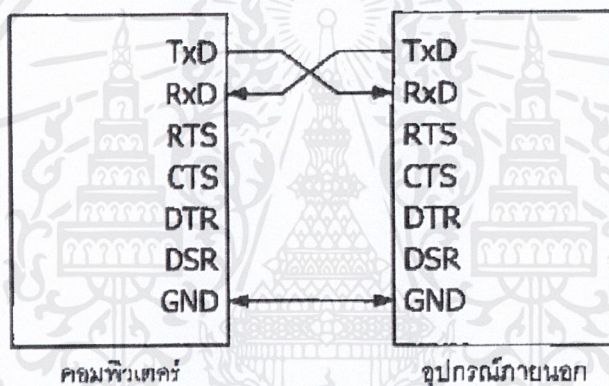 TxD TxD
RxD RxD
RTS RTS
CTS CTS
DTR DTR
DSR DSR
GND GND
คอมพิวเตอร์ อุปกรณ์ภายนอก